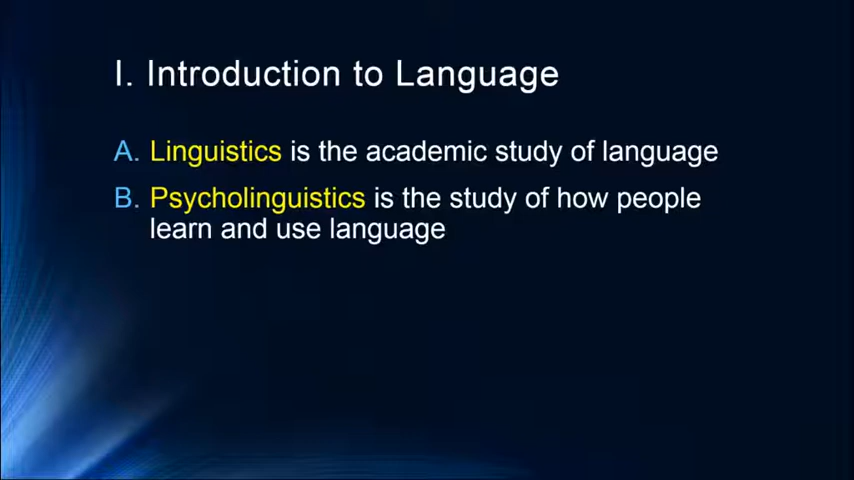 I. Introduction to Language
A. Linguistics is the academic study of language
B. Psycholinguistics is the study of how people
learn and use language